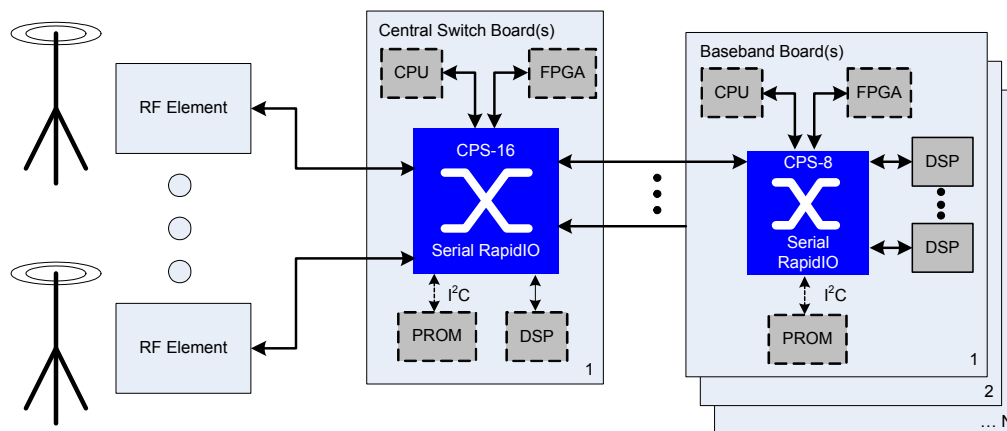 Central Switch Board(s)
CPU
FPGA
CPS-16
Serial RapidIO
I²C
PROM
DSP
1
RF Element
RF Element
Baseband Board(s)
CPU
FPGA
CPS-8
Serial
RapidIO
DSP
DSP
I²C
PROM
1
2
... N